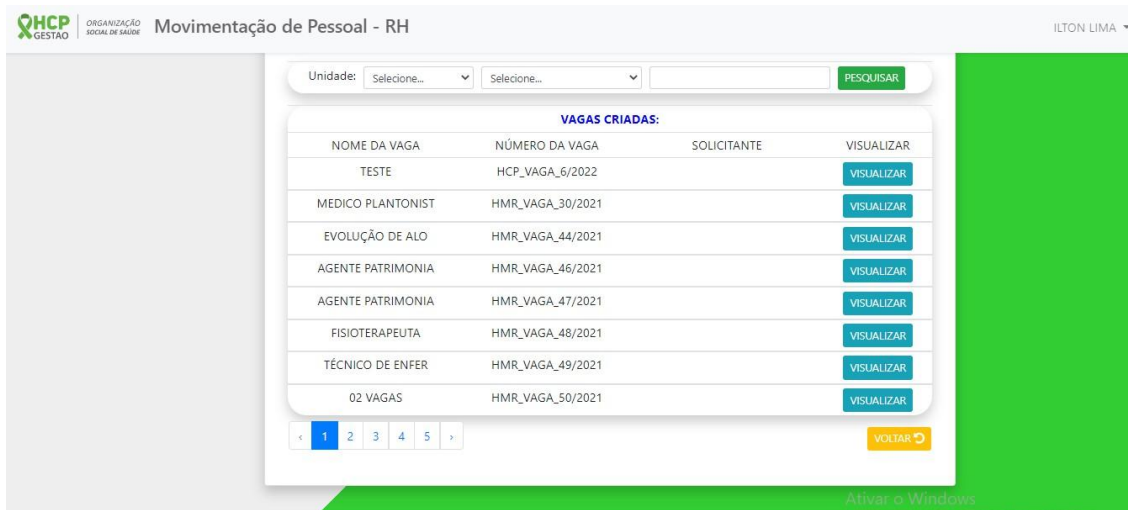 HCP GESTAO ORGANIZAÇÃO SOCIAL DE SAÚDE Movimentação de Pessoal - RH ILTON LIMA
Unidade: Selecione... Selecione... PESQUISAR
VAGAS CRIADAS:
NOME DA VAGA NÚMERO DA VAGA SOLICITANTE VISUALIZAR
TESTE HCP_VAGA_6/2022 VISUALIZAR
MEDICO PLANTONIST HMR_VAGA_30/2021 VISUALIZAR
EVOLUÇÃO DE ALO HMR_VAGA_44/2021 VISUALIZAR
AGENTE PATRIMONIA HMR_VAGA_46/2021 VISUALIZAR
AGENTE PATRIMONIA HMR_VAGA_47/2021 VISUALIZAR
FISIOTERAPEUTA HMR_VAGA_48/2021 VISUALIZAR
TÉCNICO DE ENFER HMR_VAGA_49/2021 VISUALIZAR
02 VAGAS HMR_VAGA_50/2021 VISUALIZAR
‹ 1 2 3 4 5 › VOLTAR
Ativar o Windows